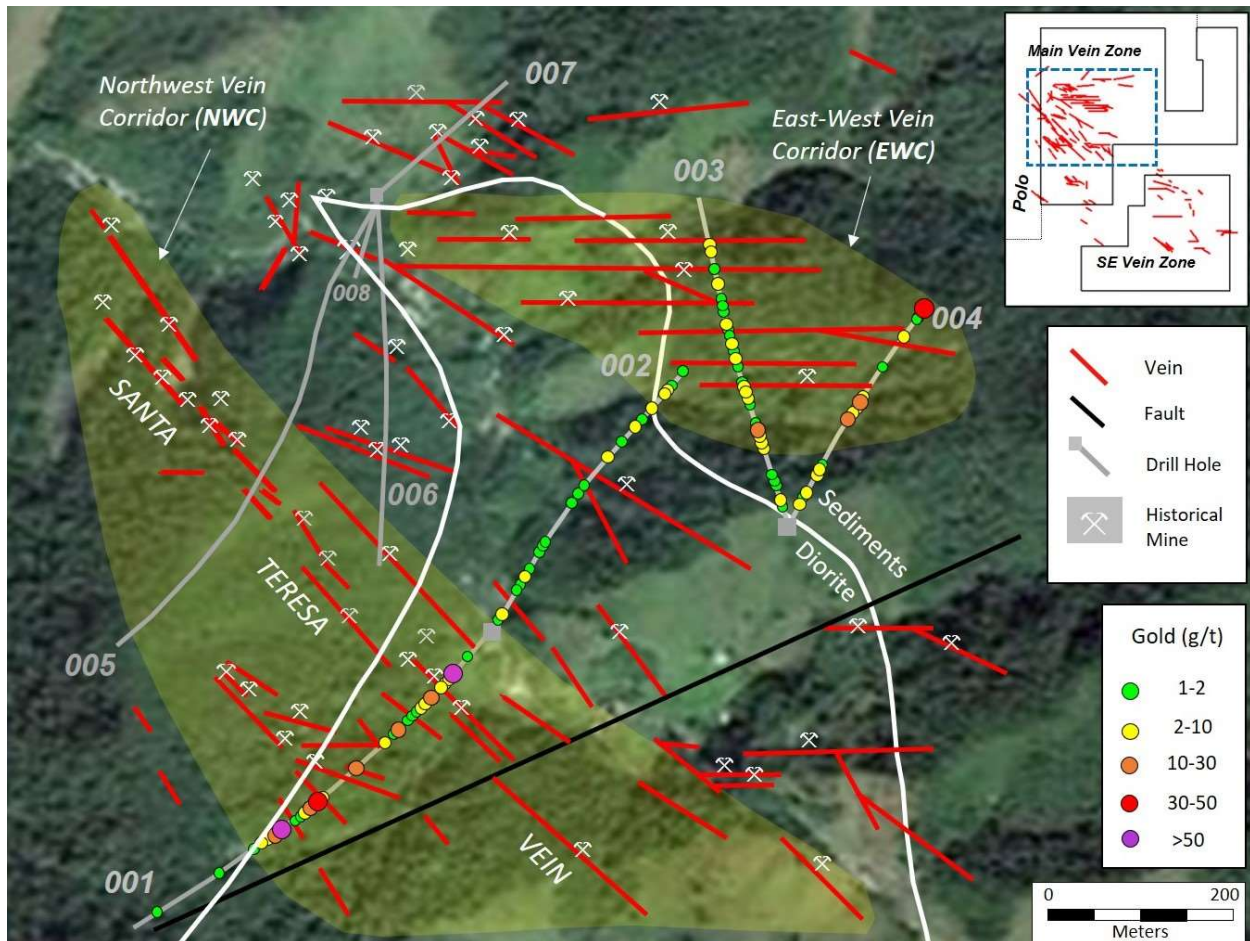 Northwest Vein
Corridor (NWC)
007
East-West Vein
Corridor (EWC)
003
Main Vein Zone
Polo
SE Vein Zone
008
004
002
SANTA
006
TERESA
Sediments
Diorite
005
VEIN
001
Vein
Fault
Drill Hole
Historical
Mine
Gold (g/t)
1-2
2-10
10-30
30-50
>50
0 200
Meters